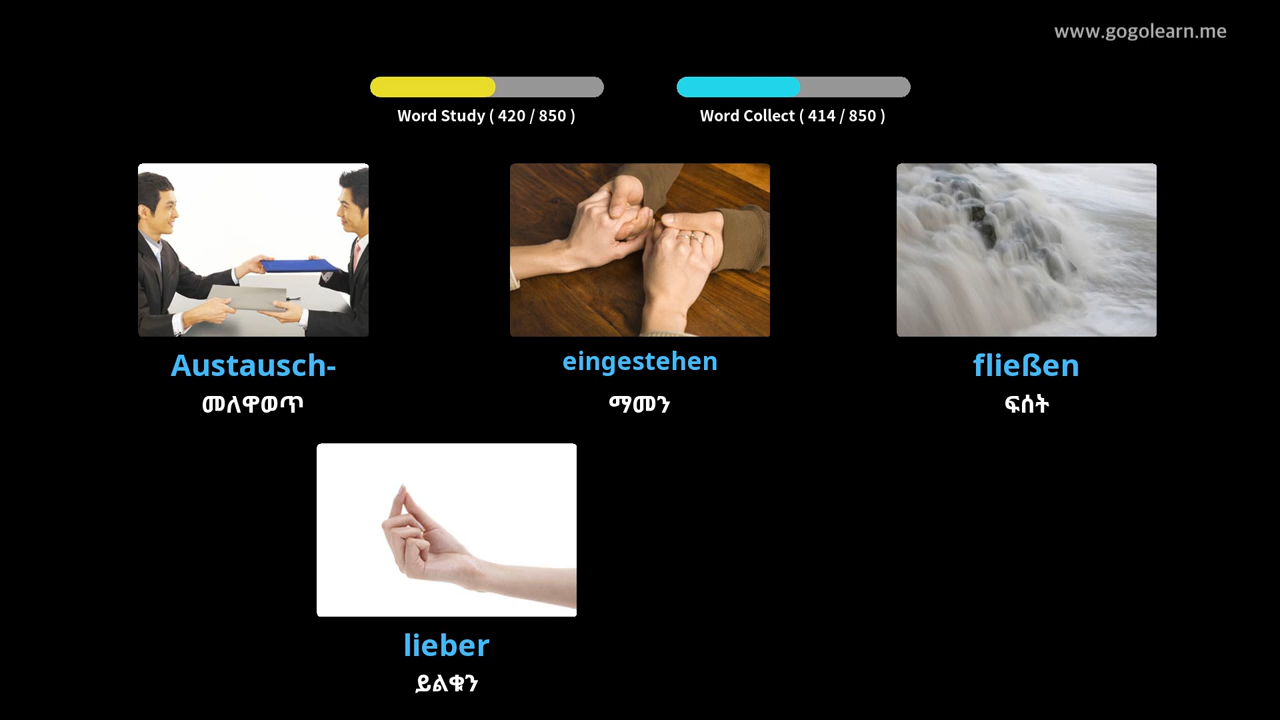 www.gogolearn.me
Word Study ( 420 / 850 )
Word Collect ( 414 / 850 )
Austausch-
መለዋወጥ
eingestehen
ማመን
fließen
ፍሰት
lieber
ይልቁን